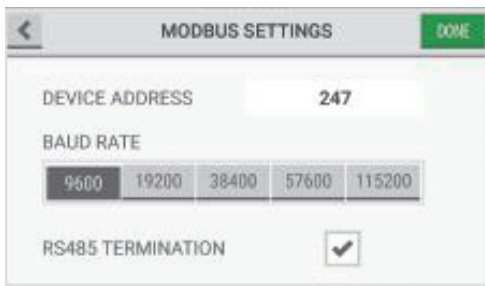 MODBUS SETTINGS DONE
DEVICE ADDRESS 247
BAUD RATE
9600 19200 38400 57600 115200
RS485 TERMINATION